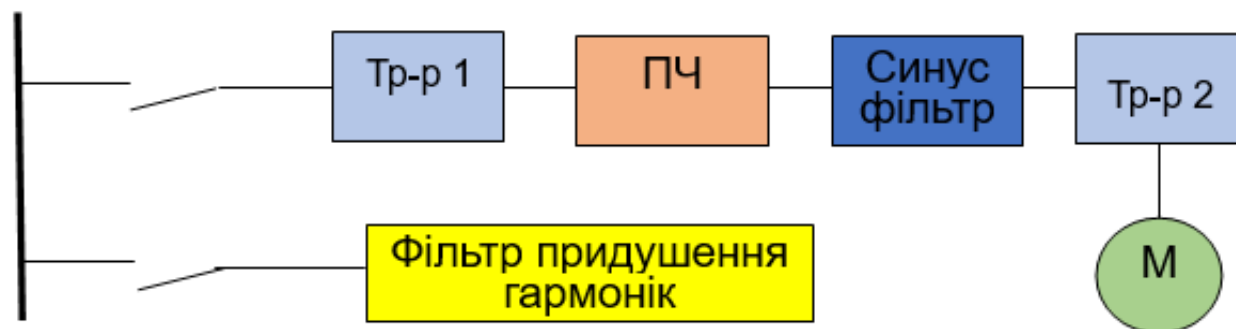 Тр-р 1
ПЧ
Синус
фільтр
Тр-р 2
Фільтр придушення
гармонік
М